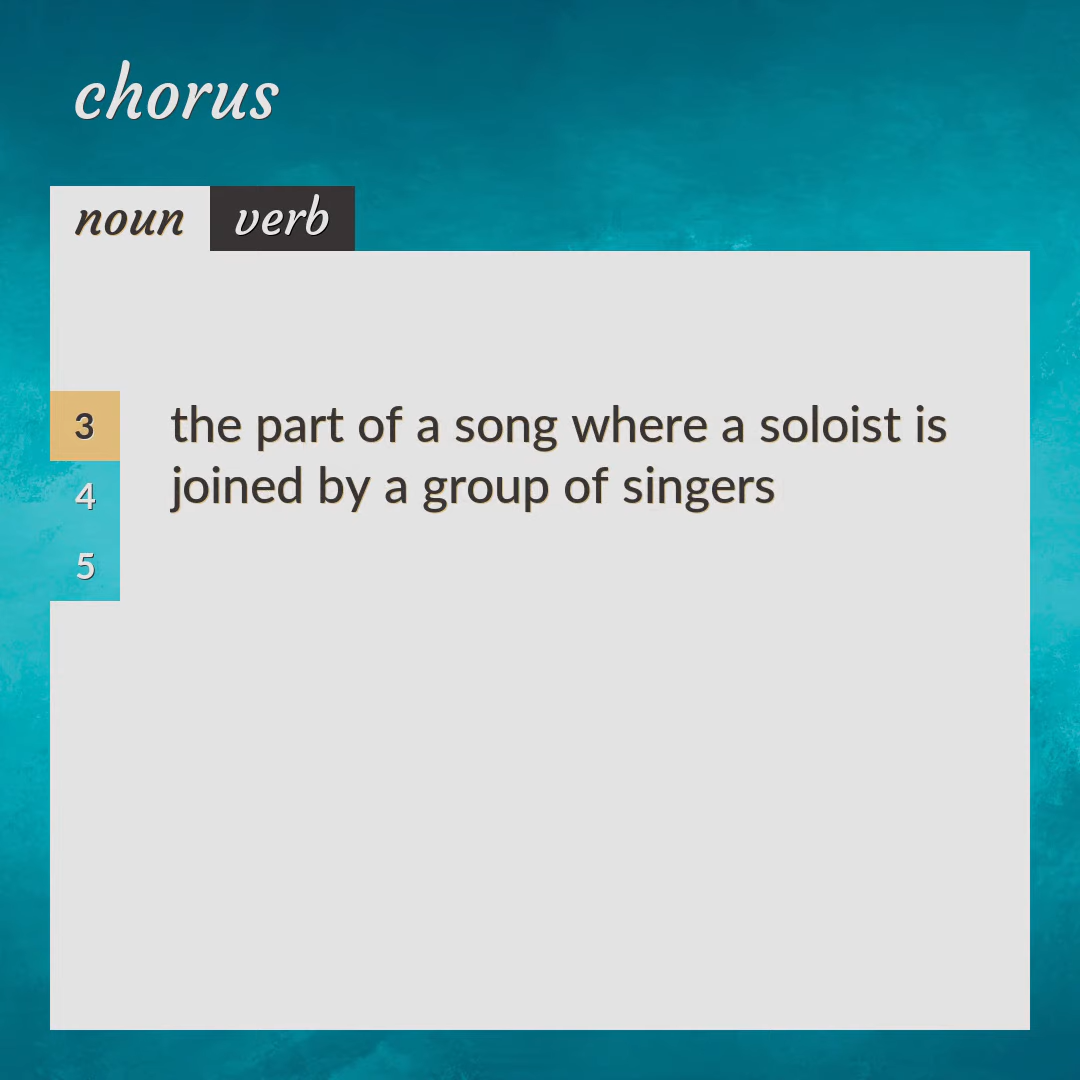 chorus
noun verb
3 the part of a song where a soloist is
joined by a group of singers
4
5